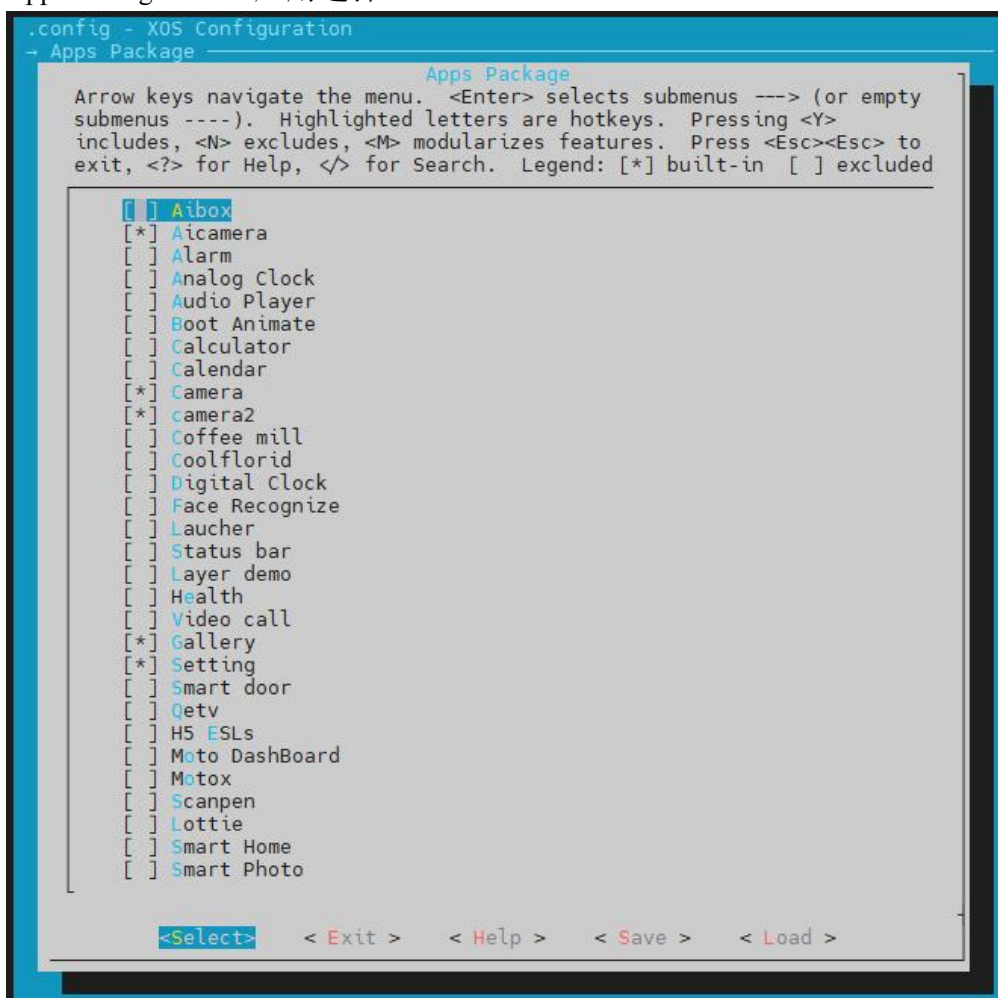 .config - XOS Configuration
→ Apps Package
Apps Package
Arrow keys navigate the menu. <Enter> selects submenus ---> (or empty
submenus ----). Highlighted letters are hotkeys. Pressing <Y>
includes, <N> excludes, <M> modularizes features. Press <Esc><Esc> to
exit, <?> for Help, </> for Search. Legend: [*] built-in [ ] excluded
[ ] Aibox
[*] Aicamera
[ ] Alarm
[ ] Analog Clock
[ ] Audio Player
[ ] Boot Animate
[ ] Calculator
[ ] Calendar
[*] Camera
[*] camera2
[ ] Coffee mill
[ ] Coolflorid
[ ] Digital Clock
[ ] Face Recognize
[ ] Laucher
[ ] Status bar
[ ] Layer demo
[ ] Health
[ ] Video call
[*] Gallery
[*] Setting
[ ] Smart door
[ ] Qetv
[ ] H5 ESLs
[ ] Moto DashBoard
[ ] Motox
[ ] Scanpen
[ ] Lottie
[ ] Smart Home
[ ] Smart Photo
<Select> < Exit > < Help > < Save > < Load >